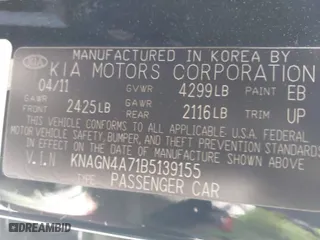 MANUFACTURED IN KOREA BY
KIA KIA MOTORS CORPORATION
04/11 GVWR 4299LB PAINT EB
GAWR FRONT 2425LB GAWR REAR 2116LB TRIM UP
THIS VEHICLE CONFORMS TO ALL APPLICABLE U.S.A. FEDERAL
MOTOR VEHICLE SAFETY, BUMPER, AND THEFT PREVENTION STANDARDS
IN EFFECT ON THE DATE OF MANUFACTURE SHOWN ABOVE.
V.I.N KNAGN4A71B5139155
TYPE PASSENGER CAR